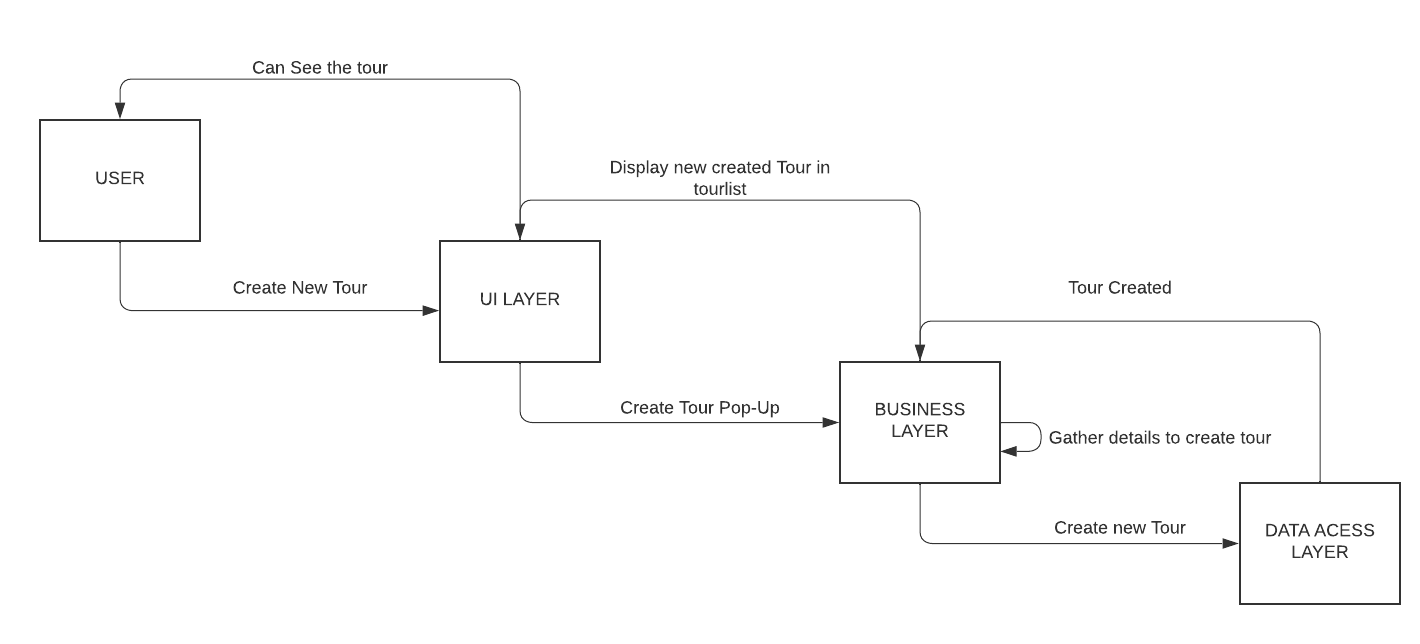 Can See the tour
USER
Display new created Tour in
tourlist
Create New Tour
UI LAYER
Tour Created
Create Tour Pop-Up
BUSINESS
LAYER
Gather details to create tour
Create new Tour
DATA ACESS
LAYER